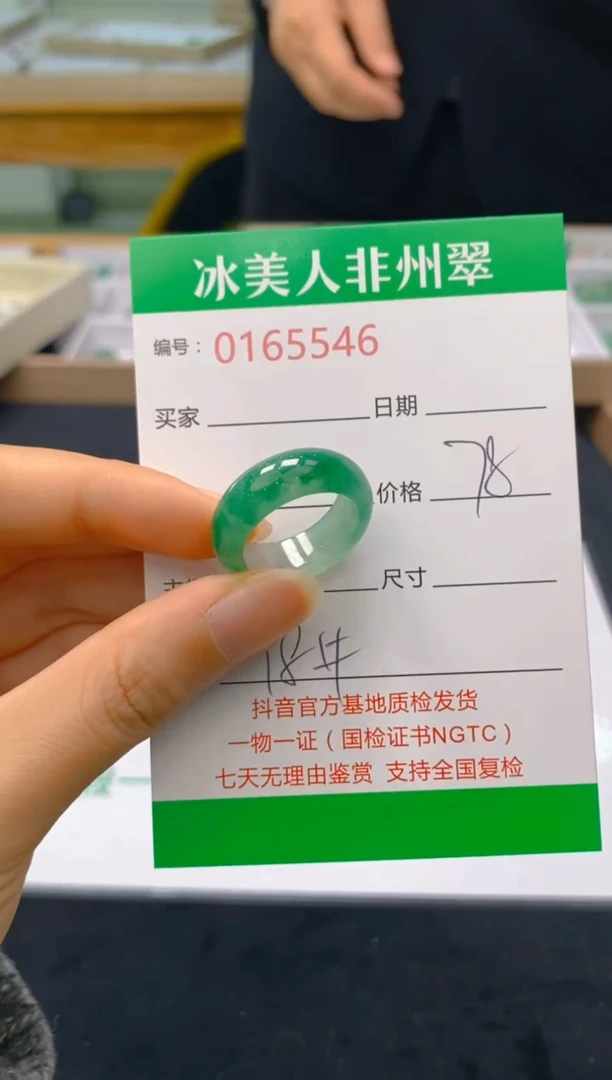 冰美人非州翠
编号：0165546
买家 日期
价格 78
尺寸
18#
抖音官方基地质检发货
一物一证（国检证书NGTC）
七天无理由鉴赏 支持全国复检